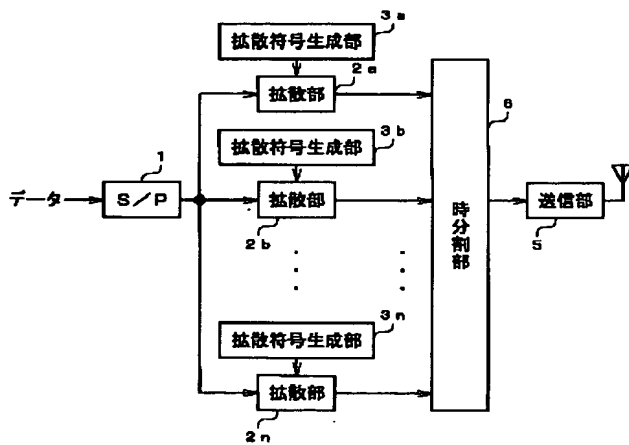 3a
拡散符号生成部
2a
拡散部
6
3b
拡散符号生成部
1
データ
S／P
拡散部
2b
時分割部
送信部
5
3n
拡散符号生成部
拡散部
2n